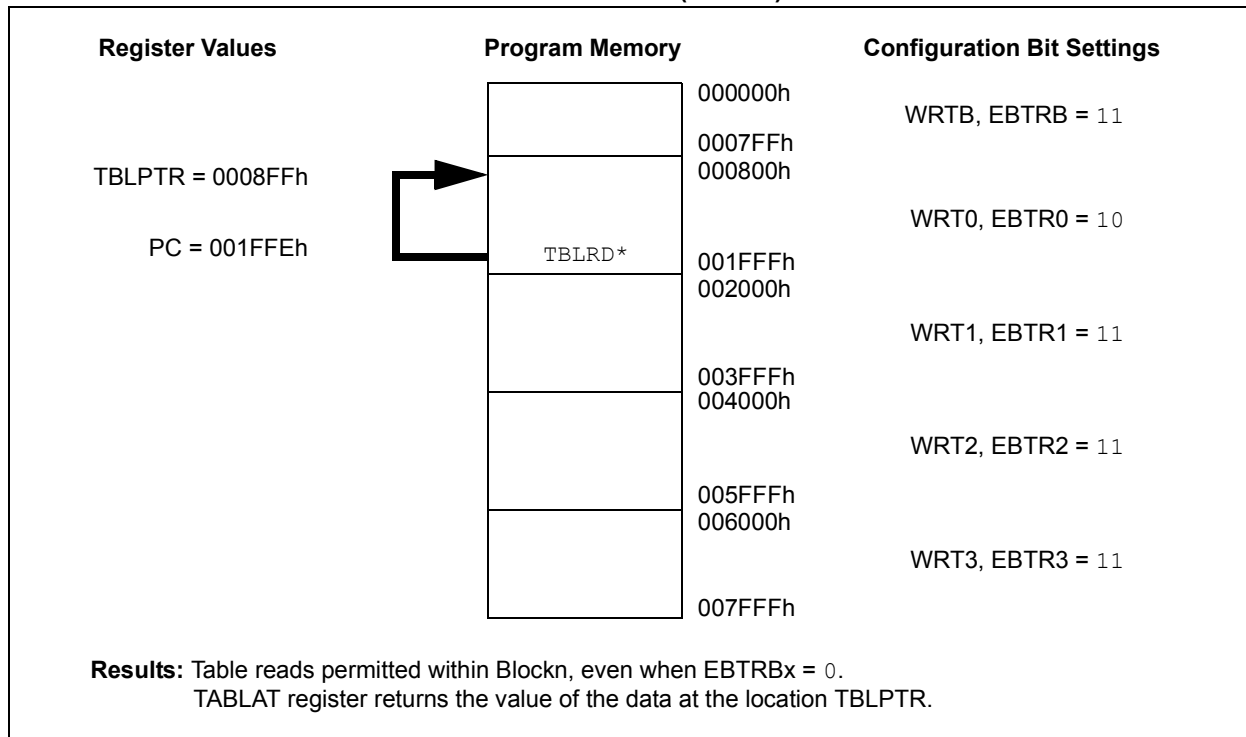 Register Values Program Memory Configuration Bit Settings
000000h
WRTB, EBTRB = 11
0007FFh
TBLPTR = 0008FFh 000800h
WRT0, EBTR0 = 10
PC = 001FFEh TBLRD* 001FFFh
002000h
WRT1, EBTR1 = 11
003FFFh
004000h
WRT2, EBTR2 = 11
005FFFh
006000h
WRT3, EBTR3 = 11
007FFFh
Results: Table reads permitted within Blockn, even when EBTRBx = 0.
TABLAT register returns the value of the data at the location TBLPTR.